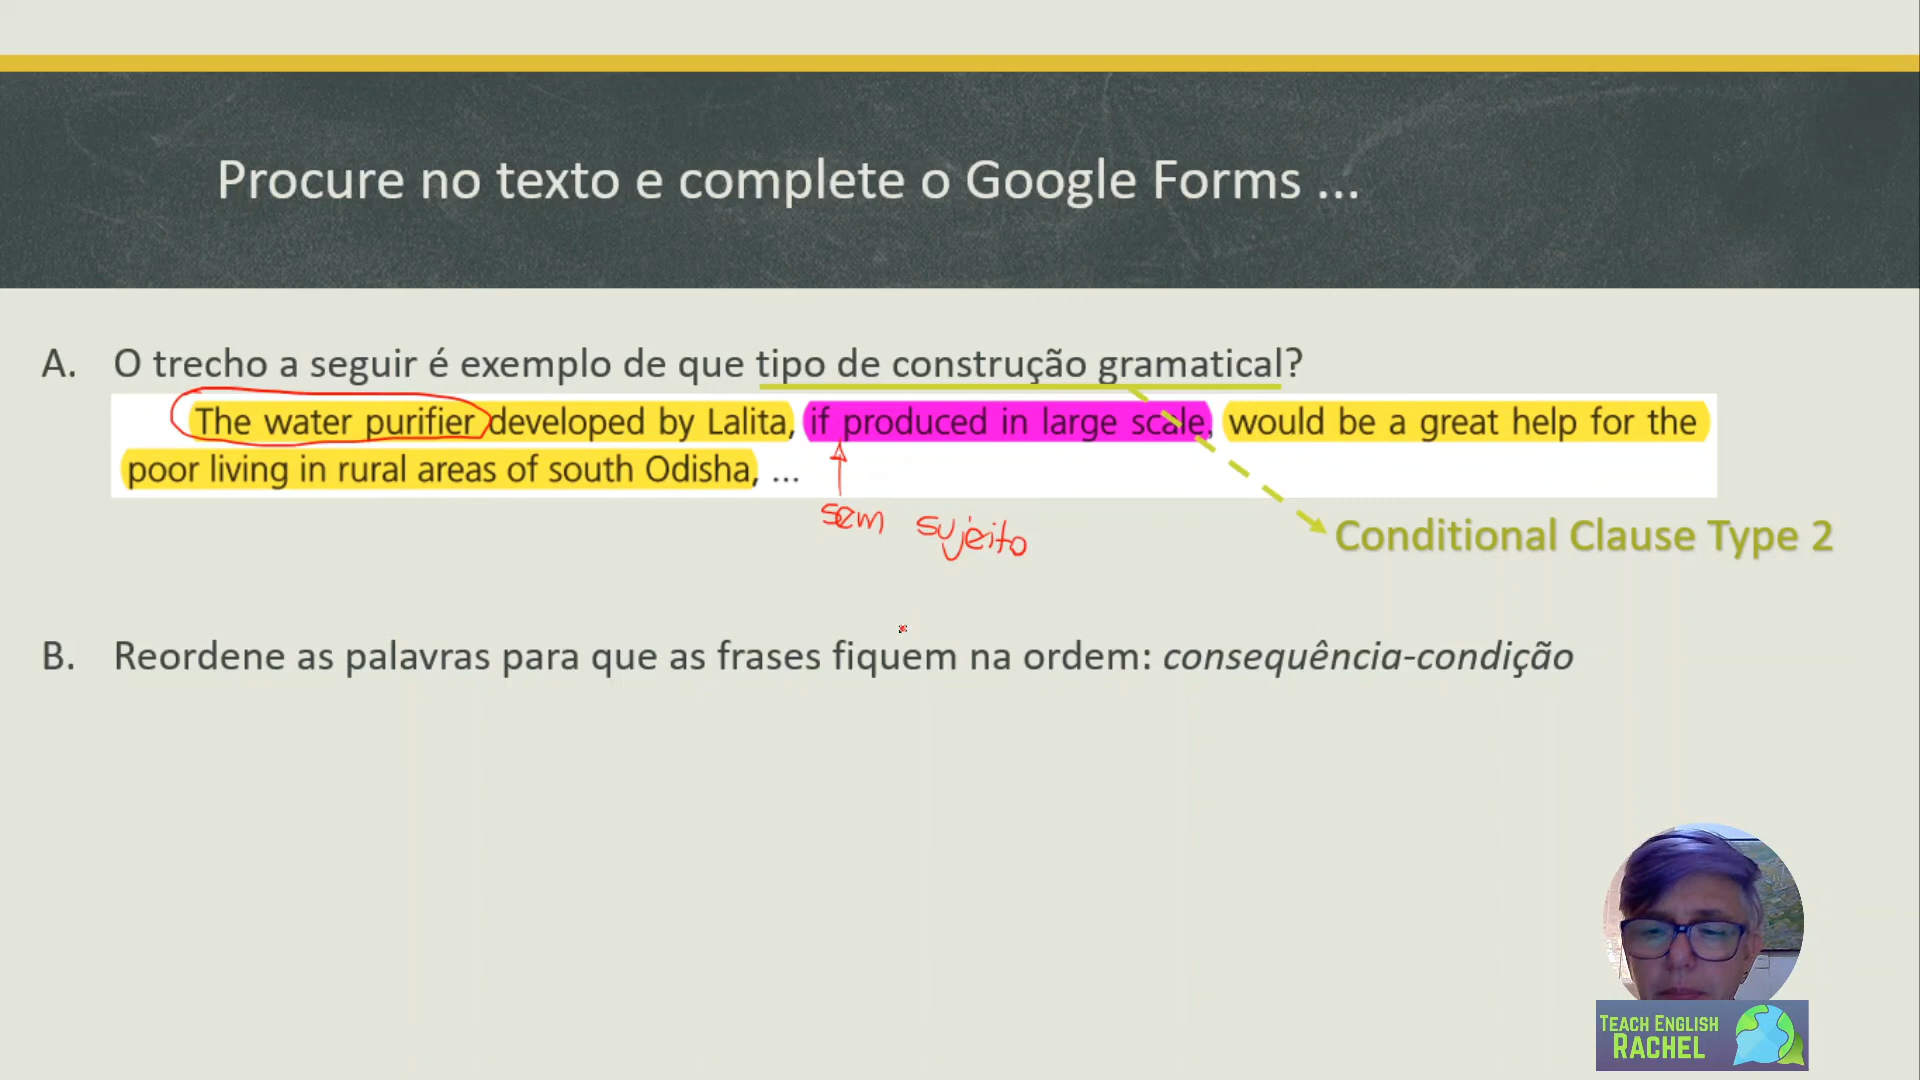 Procure no texto e complete o Google Forms ...
A. O trecho a seguir é exemplo de que tipo de construção gramatical?
The water purifier developed by Lalita, if produced in large scale, would be a great help for the
poor living in rural areas of south Odisha, ...
sem sujeito
Conditional Clause Type 2
B. Reordene as palavras para que as frases fiquem na ordem: consequência-condição
TEACH ENGLISH
RACHEL